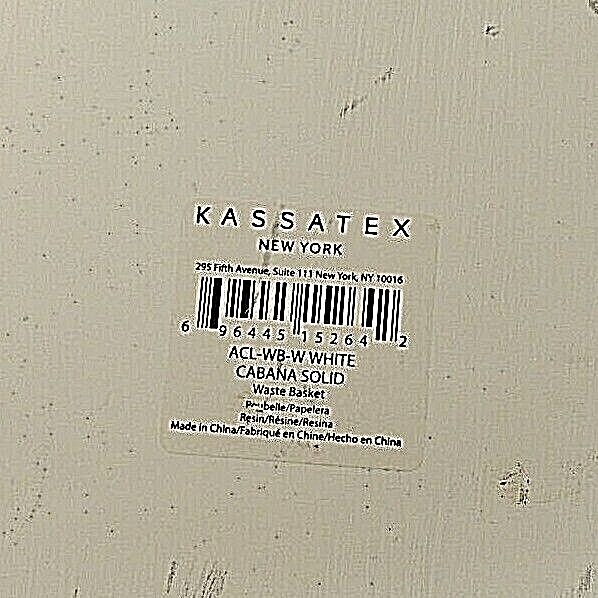 KASSATEX
NEW YORK
295 Fifth Avenue, Suite 111 New York, NY 10016
6 96445 15264 2
ACL-WB-W WHITE
CABANA SOLID
Waste Basket
Poubelle/Papelera
Resin/Résine/Resina
Made in China/Fabriqué en Chine/Hecho en China